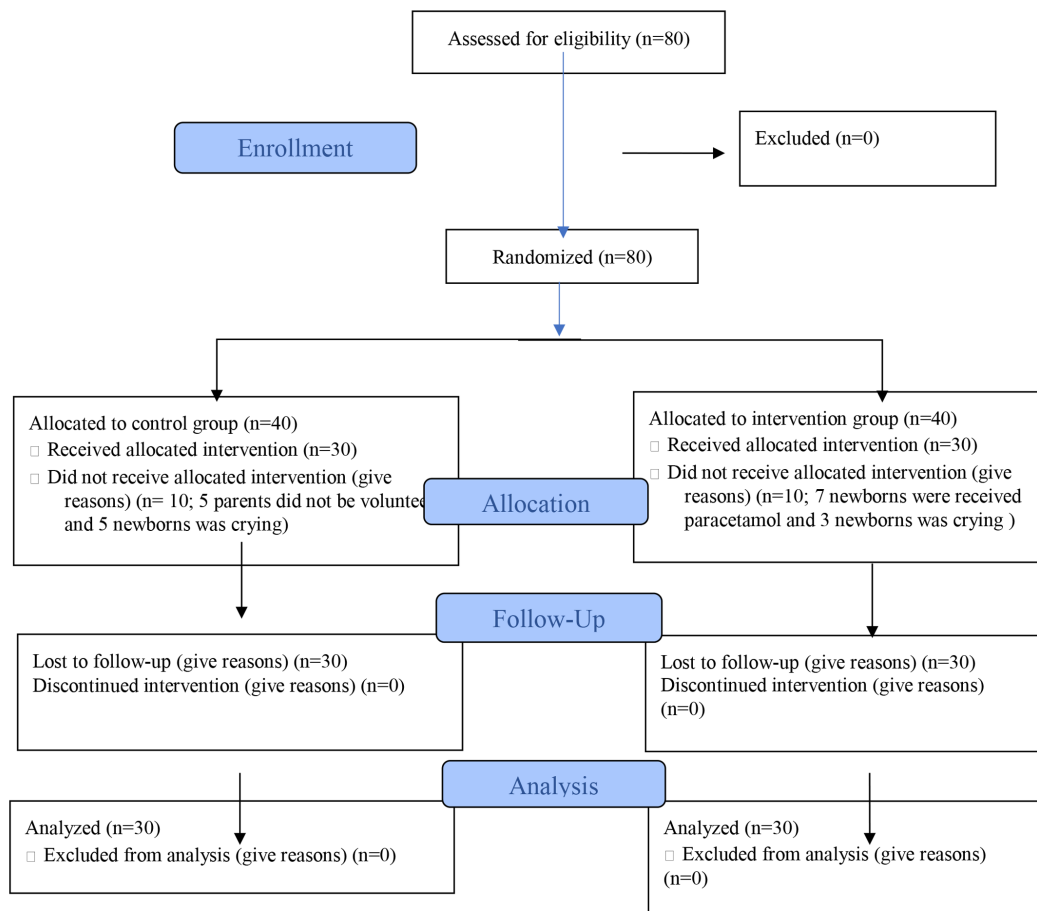 Assessed for eligibility (n=80)
Enrollment
Excluded (n=0)
Randomized (n=80)
Allocated to control group (n=40)
Received allocated intervention (n=30)
Did not receive allocated intervention (give
reasons) (n= 10; 5 parents did not be voluntee
and 5 newborns was crying)
Allocation
Allocated to intervention group (n=40)
Received allocated intervention (n=30)
Did not receive allocated intervention (give
reasons) (n=10; 7 newborns were received
paracetamol and 3 newborns was crying )
Follow-Up
Lost to follow-up (give reasons) (n=30)
Discontinued intervention (give reasons) (n=0)
Lost to follow-up (give reasons) (n=30)
Discontinued intervention (give reasons)
(n=0)
Analysis
Analyzed (n=30)
Excluded from analysis (give reasons) (n=0)
Analyzed (n=30)
Excluded from analysis (give reasons)
(n=0)